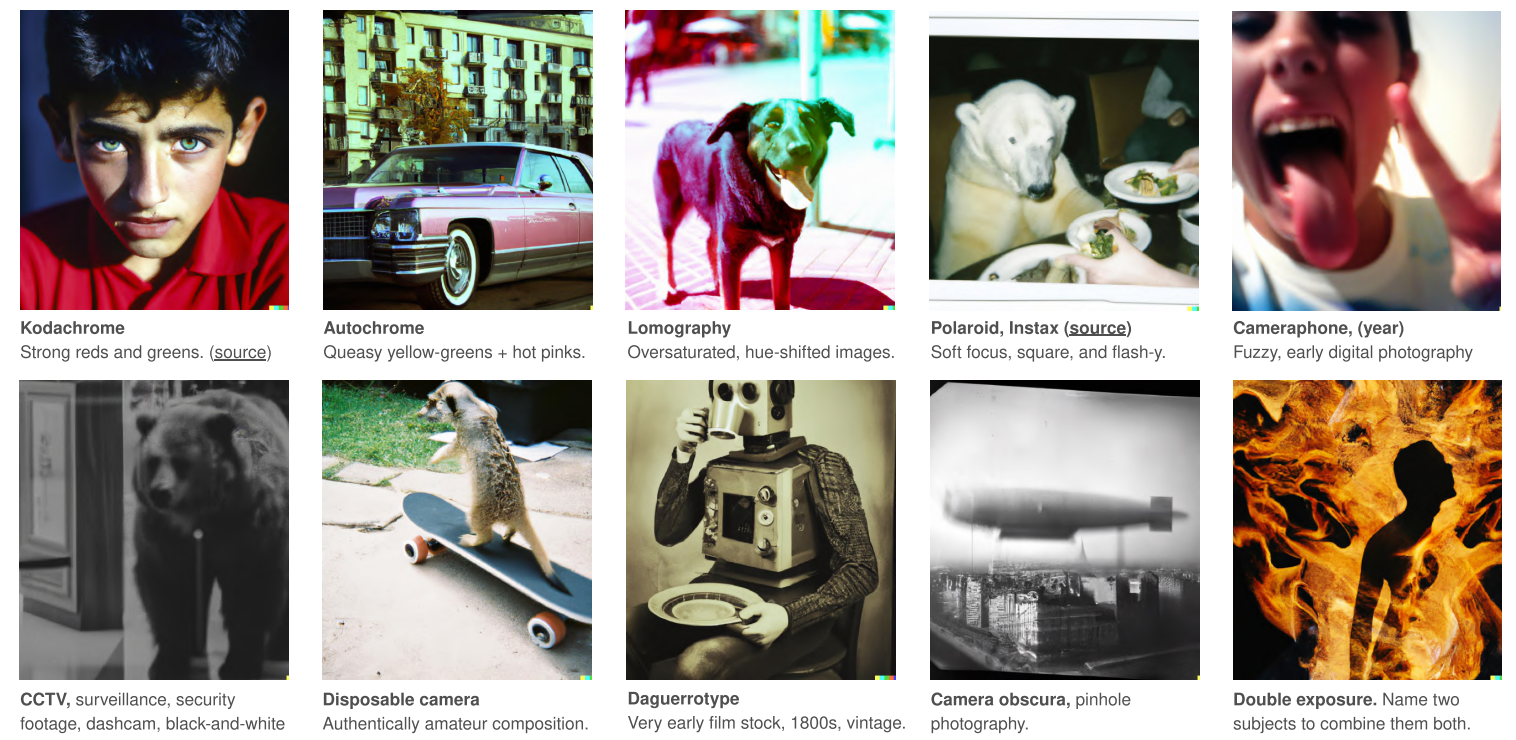 Kodachrome
Strong reds and greens. (source)
Autochrome
Queasy yellow-greens + hot pinks.
Lomography
Oversaturated, hue-shifted images.
Polaroid, Instax (source)
Soft focus, square, and flash-y.
Cameraphone, (year)
Fuzzy, early digital photography
CCTV, surveillance, security
footage, dashcam, black-and-white
Disposable camera
Authentically amateur composition.
Daguerrotype
Very early film stock, 1800s, vintage.
Camera obscura, pinhole
photography.
Double exposure. Name two
subjects to combine them both.